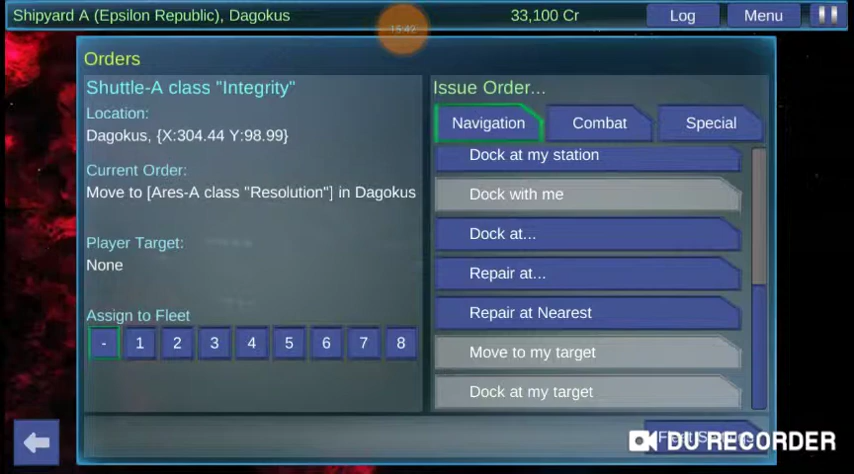 Shipyard A (Epsilon Republic), Dagokus
33,100 Cr
Log
Menu
15:42
Orders
Shuttle-A class "Integrity"
Location:
Dagokus, {X:304.44 Y:98.99}
Current Order:
Move to [Ares-A class "Resolution"] in Dagokus
Player Target:
None
Assign to Fleet
- 1 2 3 4 5 6 7 8
Issue Order...
Navigation
Combat
Special
Dock at my station
Dock with me
Dock at...
Repair at...
Repair at Nearest
Move to my target
Dock at my target
DU RECORDER